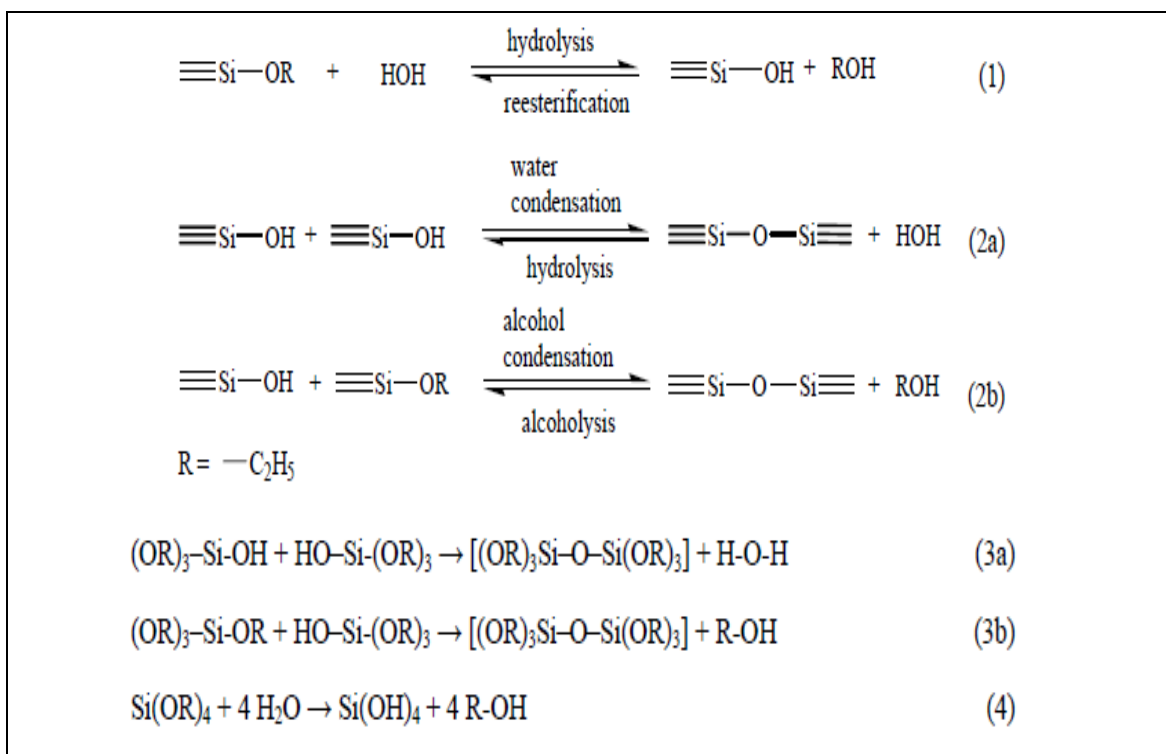 hydrolysis
≡Si—OR + HOH ⇌ ≡Si—OH + ROH (1)
reesterification
water
condensation
≡Si—OH + ≡Si—OH ⇌ ≡Si—O—Si≡ + HOH (2a)
hydrolysis
alcohol
condensation
≡Si—OH + ≡Si—OR ⇌ ≡Si—O—Si≡ + ROH (2b)
alcoholysis
R= —C₂H₅
(OR)₃–Si-OH + HO–Si-(OR)₃ → [(OR)₃Si–O–Si(OR)₃] + H-O-H (3a)
(OR)₃–Si-OR + HO–Si-(OR)₃ → [(OR)₃Si–O–Si(OR)₃] + R-OH (3b)
Si(OR)₄ + 4 H₂O → Si(OH)₄ + 4 R-OH (4)